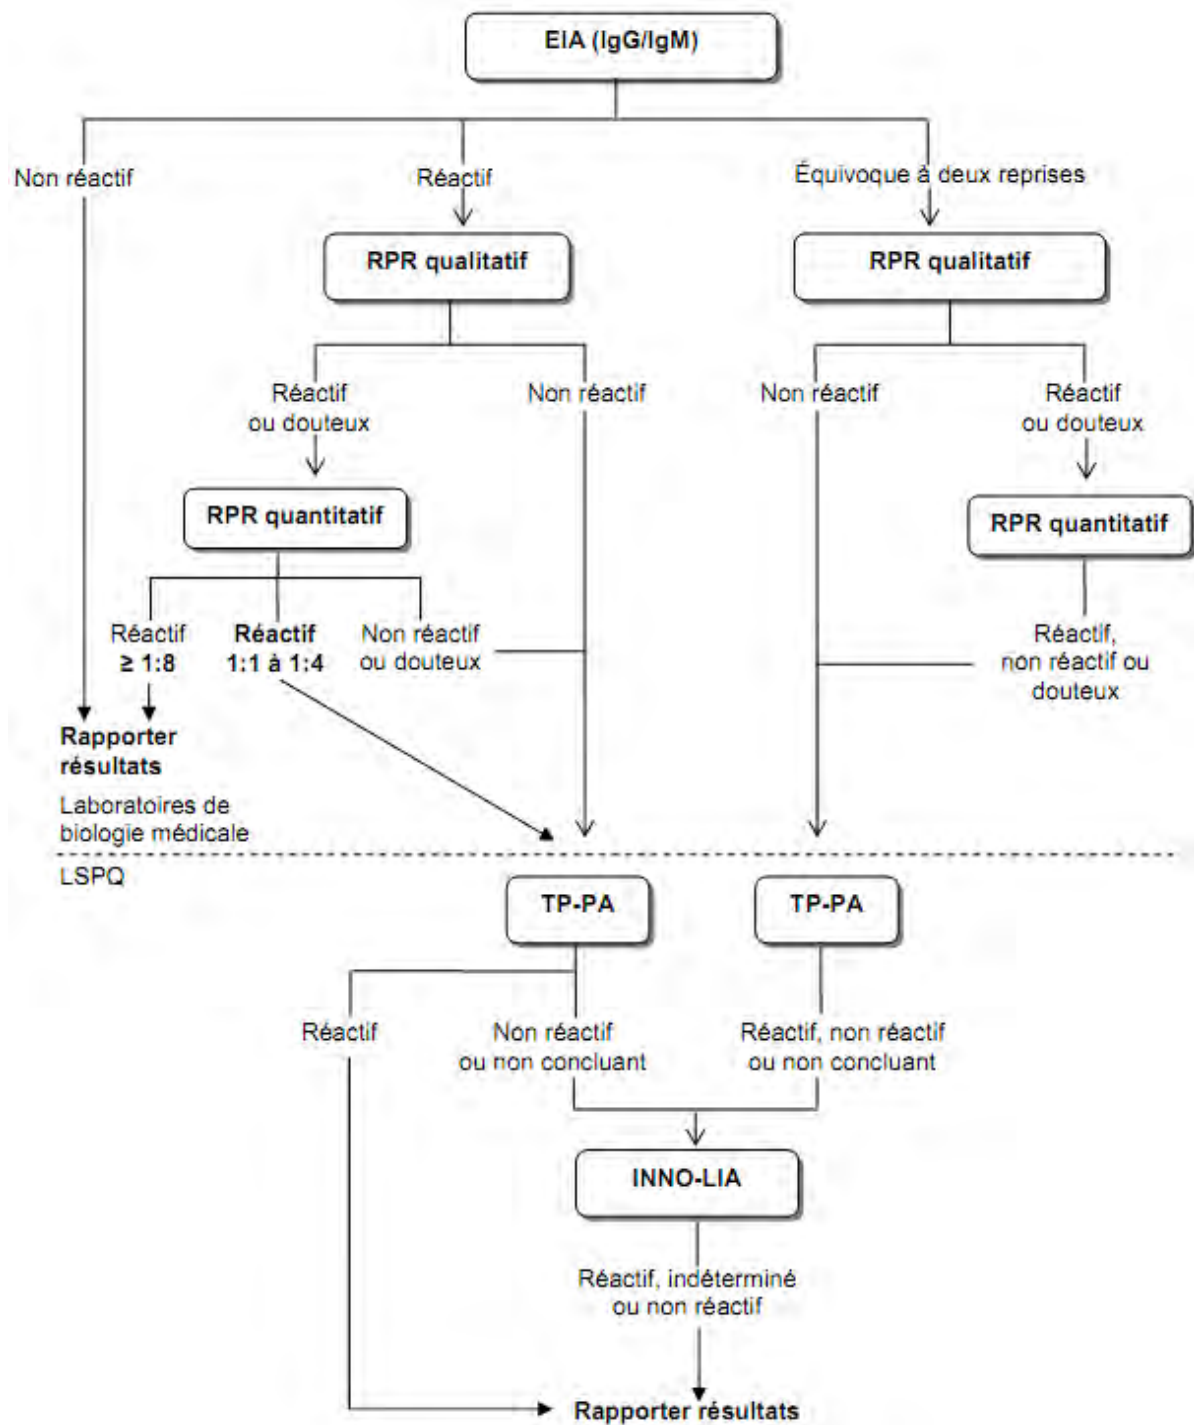 EIA (IgG/IgM)
Non réactif
Réactif
Équivoque à deux reprises
RPR qualitatif
RPR qualitatif
Réactif
ou douteux
Non réactif
Non réactif
Réactif
ou douteux
RPR quantitatif
RPR quantitatif
Réactif
≥ 1:8
Réactif
1:1 à 1:4
Non réactif
ou douteux
Réactif,
non réactif ou
douteux
Rapporter
résultats
Laboratoires de
biologie médicale
LSPQ
TP-PA
TP-PA
Réactif
Non réactif
ou non concluant
Réactif, non réactif
ou non concluant
INNO-LIA
Réactif, indéterminé
ou non réactif
Rapporter résultats